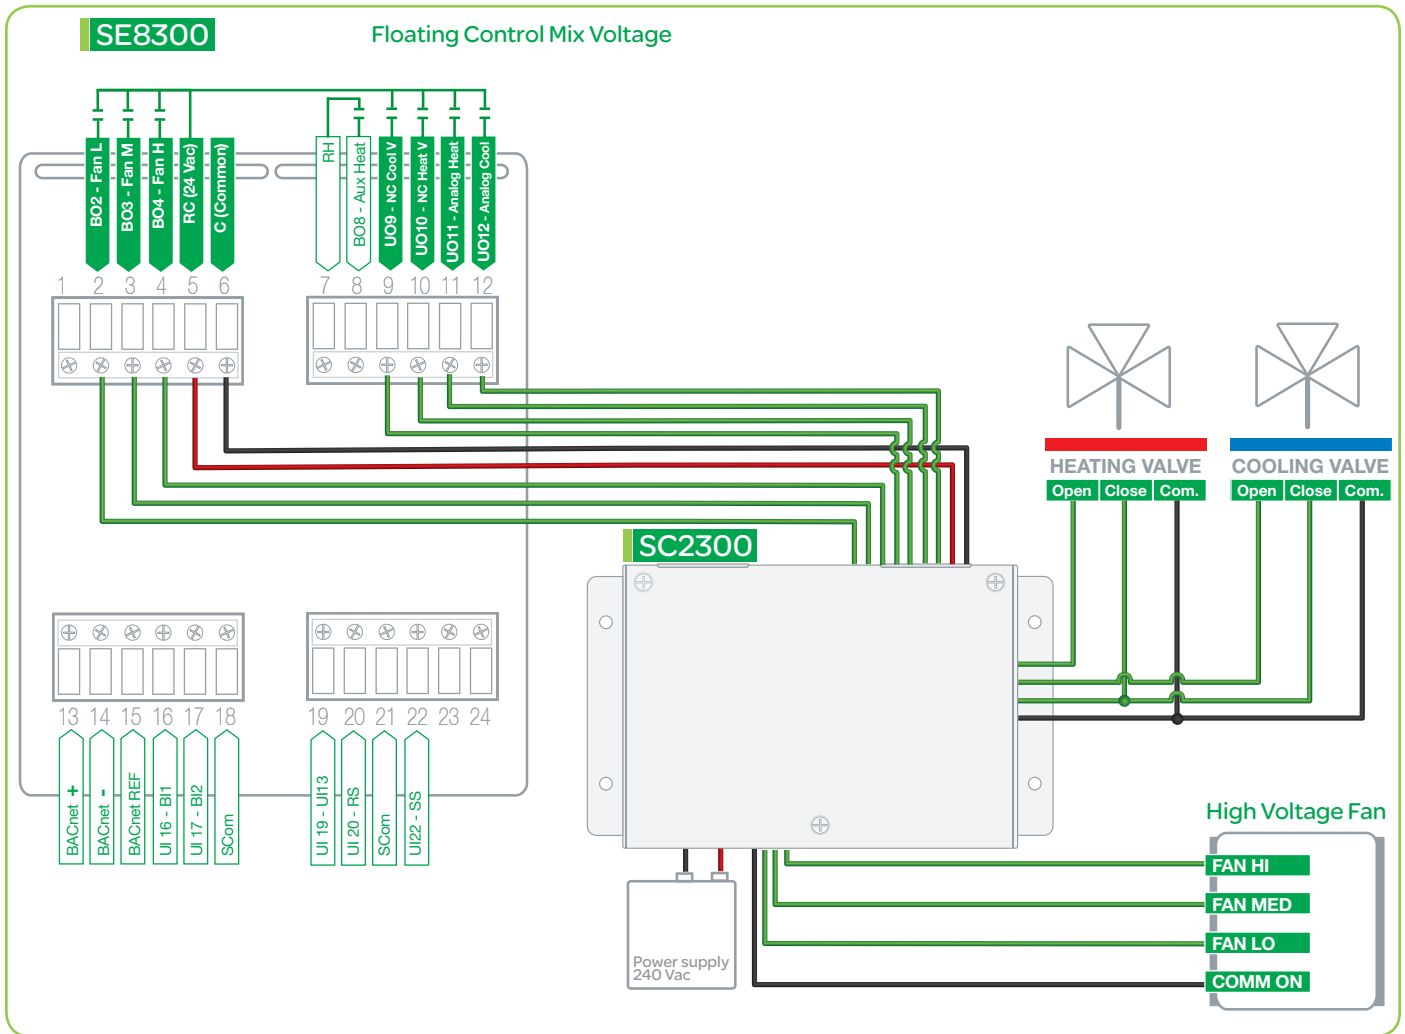 SE8300
Floating Control Mix Voltage
BO2 - Fan L
BO3 - Fan M
BO4 - Fan H
RC (24 Vac)
C (Common)
RH
BO8 - Aux Heat
UO9 - NC Cool V
UO10 - NC Heat V
UO11 - Analog Heat
UO12 - Analog Cool
1 2 3 4 5 6
7 8 9 10 11 12
HEATING VALVE
Open Close Com.
COOLING VALVE
Open Close Com.
SC2300
13 14 15 16 17 18
19 20 21 22 23 24
BACnet +
BACnet -
BACnet REF
UI 16 - BI1
UI 17 - BI2
SCom
UI 19 - UI13
UI 20 - RS
SCom
UI22 - SS
High Voltage Fan
FAN HI
FAN MED
FAN LO
COMM ON
Power supply
240 Vac